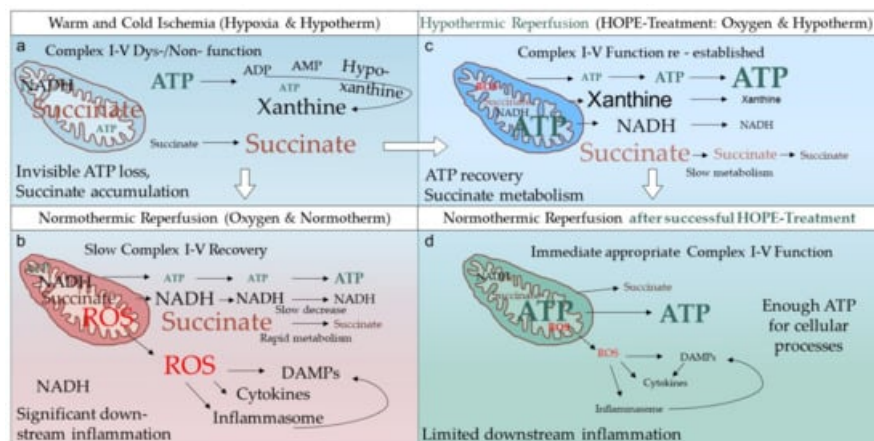 Warm and Cold Ischemia (Hypoxia & Hypotherm)
a
Complex I-V Dys-/Non- function
NADH
Succinate
ATP
ATP
ADP
AMP
Hypo-
xanthine
ATP
Xanthine
Succinate
Succinate
Invisible ATP loss,
Succinate accumulation
Hypothermic Reperfusion (HOPE-Treatment: Oxygen & Hypotherm)
c
Complex I-V Function re - established
ROS
Succinate
NADH
ATP
ATP
ATP
ATP
Xanthine
Xanthine
NADH
NADH
Succinate
Succinate
Succinate
Slow metabolism
ATP recovery
Succinate metabolism
Normothermic Reperfusion (Oxygen & Normotherm)
b
Slow Complex I-V Recovery
NADH
Succinate
ROS
ATP
ATP
ATP
NADH
NADH
NADH
Slow decrease
Succinate
Succinate
Rapid metabolism
ROS
DAMPs
Cytokines
Inflammasome
NADH
Significant down-
stream inflammation
Normothermic Reperfusion after successful HOPE-Treatment
d
Immediate appropriate Complex I-V Function
NADH
Succinate
ATP
ROS
Succinate
ATP
Enough ATP
for cellular
processes
ROS
DAMPs
Cytokines
Inflammasome
Limited downstream inflammation